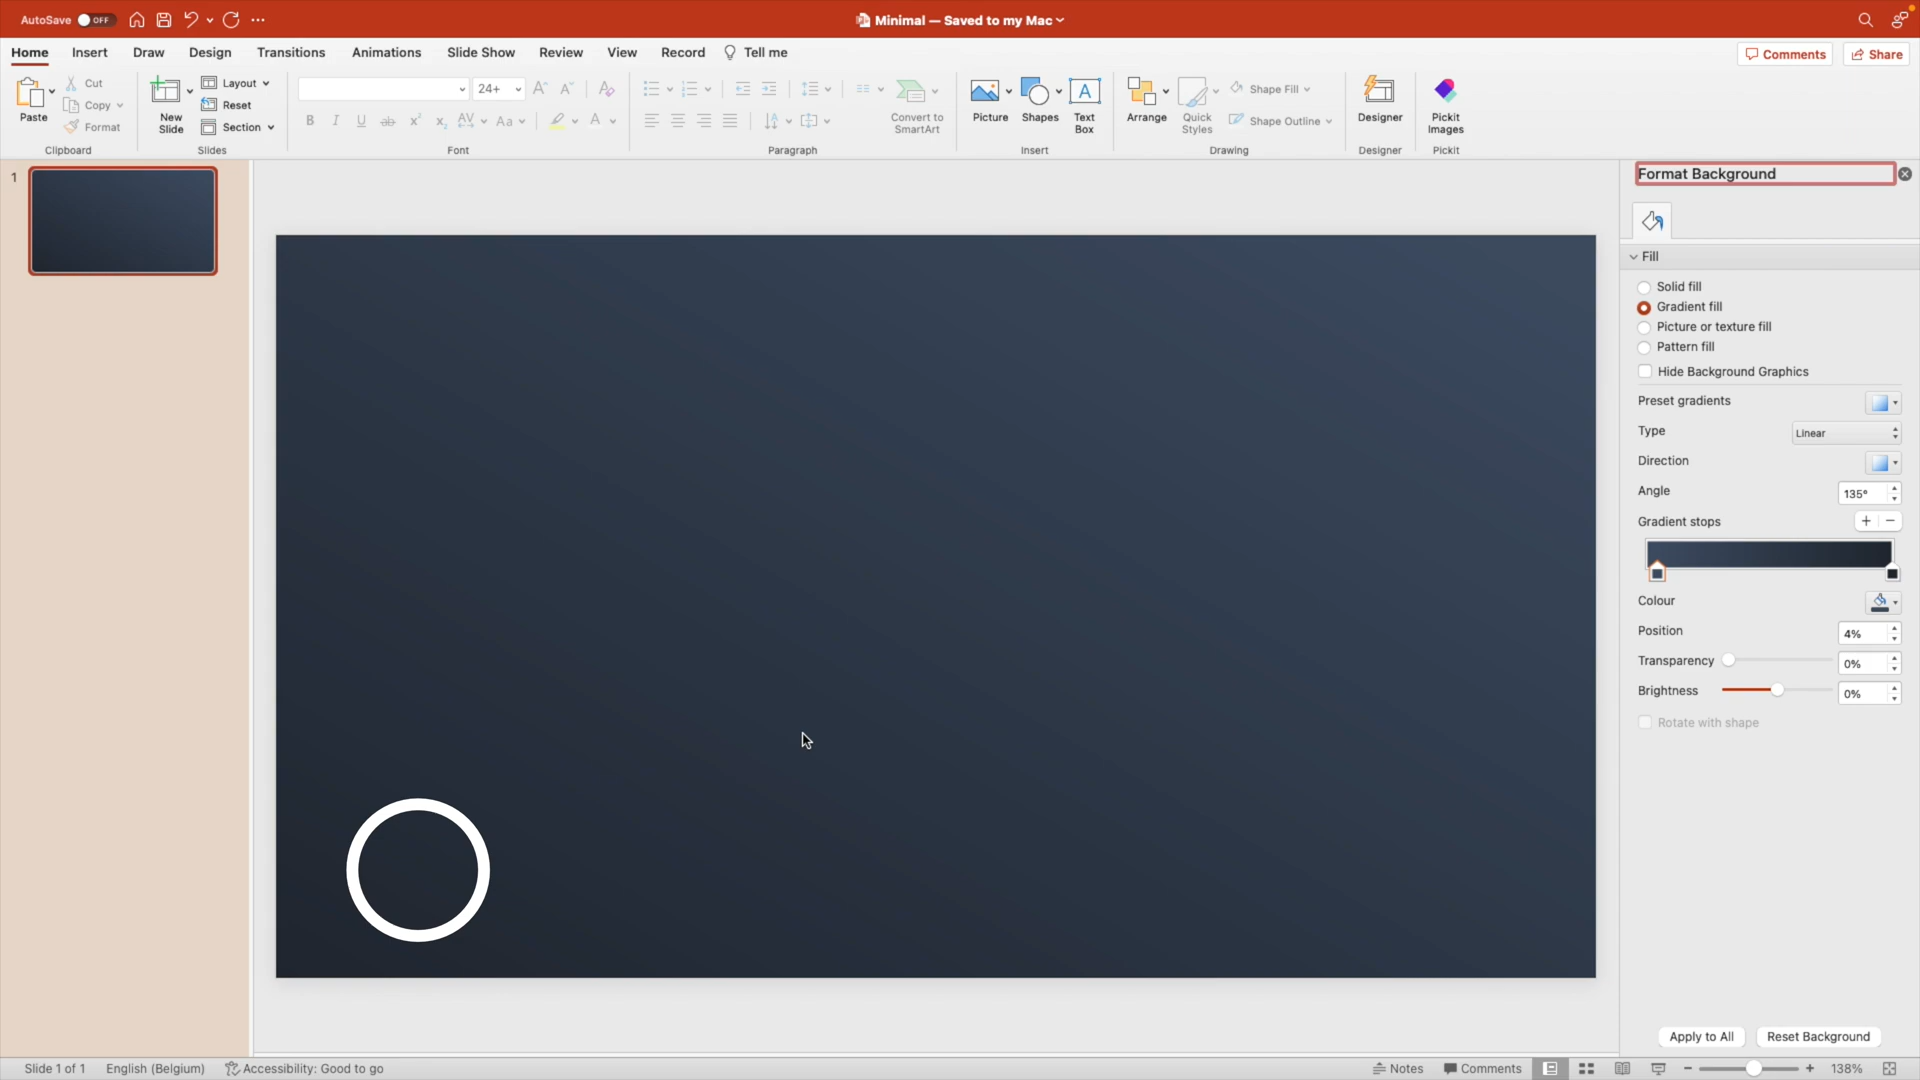 AutoSave OFF
Minimal — Saved to my Mac
Home Insert Draw Design Transitions Animations Slide Show Review View Record Tell me
Comments Share
Paste
Cut
Copy
Format
Clipboard
New Slide
Layout
Reset
Section
Slides
24+
Font
Convert to SmartArt
Paragraph
Picture
Shapes
Text Box
Insert
Arrange
Quick Styles
Shape Fill
Shape Outline
Drawing
Designer
Designer
Pickit Images
Pickit
1
Format Background
Fill
Solid fill
Gradient fill
Picture or texture fill
Pattern fill
Hide Background Graphics
Preset gradients
Type Linear
Direction
Angle 135°
Gradient stops
Colour
Position 4%
Transparency 0%
Brightness 0%
Rotate with shape
Apply to All Reset Background
Slide 1 of 1 English (Belgium) Accessibility: Good to go
Notes Comments 138%